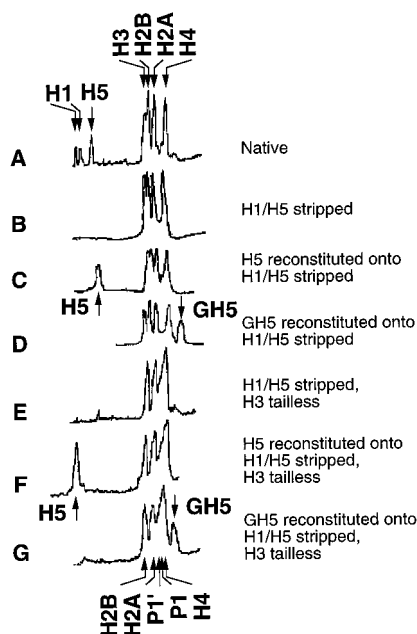 H3
H2B
H2A
H4
H1 H5
A
Native
B
H1/H5 stripped
C
H5 reconstituted onto
H1/H5 stripped
H5
GH5
D
GH5 reconstituted onto
H1/H5 stripped
E
H1/H5 stripped,
H3 tailless
F
H5 reconstituted onto
H1/H5 stripped,
H3 tailless
H5
GH5
G
GH5 reconstituted onto
H1/H5 stripped,
H3 tailless
H2B
H2A
P1'
P1
H4